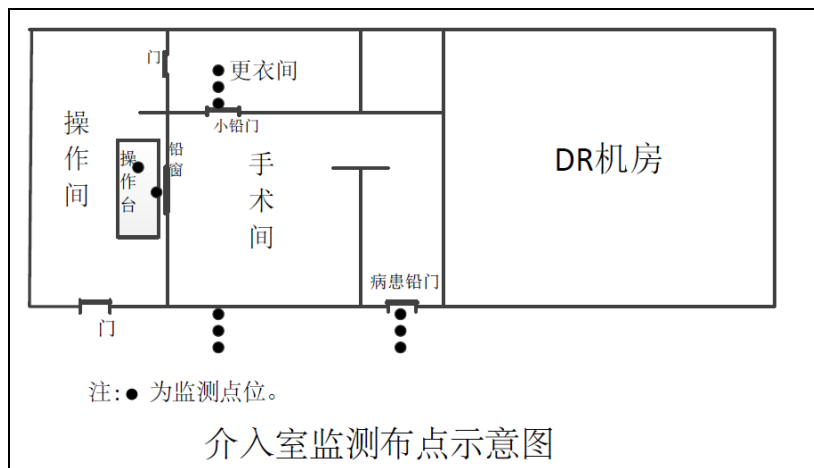 门
更衣间
小铅门
操作间
操作台
铅窗
手术间
DR机房
病患铅门
门
注:● 为监测点位。
介入室监测布点示意图